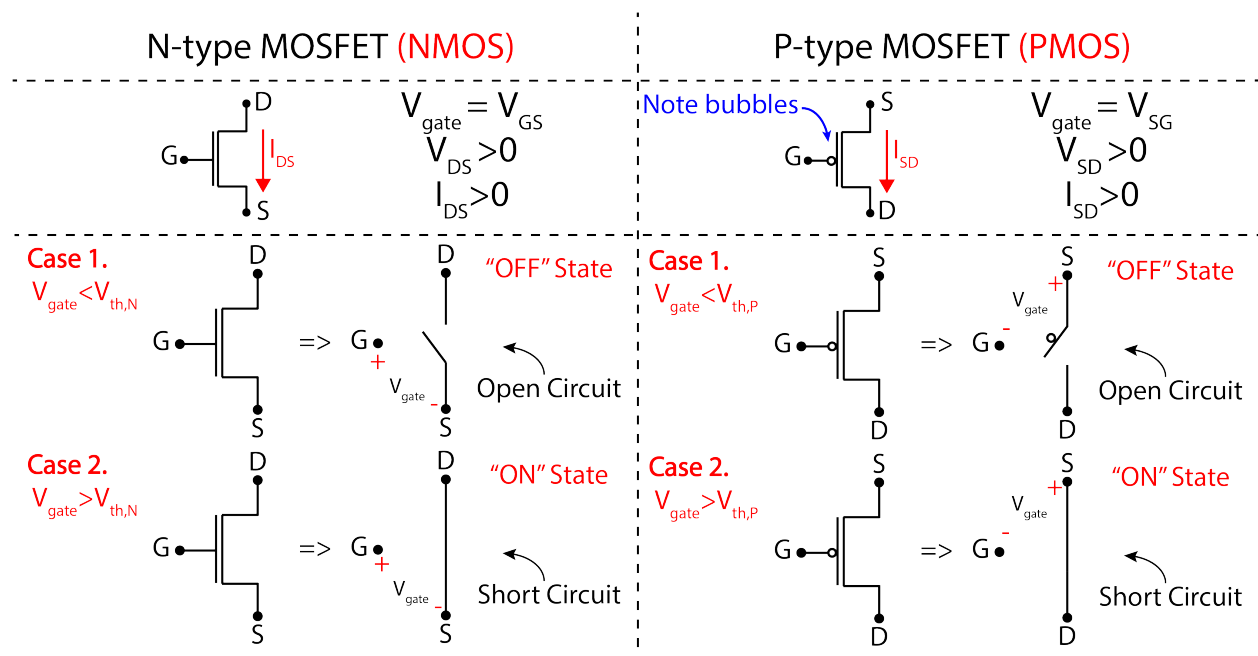 N-type MOSFET (NMOS)
P-type MOSFET (PMOS)
D
G
I_DS
S
V_gate = V_GS
V_DS >0
I_DS>0
Note bubbles
S
G
I_SD
D
V_gate = V_SG
V_SD >0
I_SD>0
Case 1.
V_gate<V_th,N
D
G
S
=>
D
G
+
V_gate
-
S
"OFF" State
Open Circuit
Case 1.
V_gate<V_th,P
S
G
D
=>
S
+
V_gate
-
G
D
"OFF" State
Open Circuit
Case 2.
V_gate>V_th,N
D
G
S
=>
D
G
+
V_gate
-
S
"ON" State
Short Circuit
Case 2.
V_gate>V_th,P
S
G
D
=>
S
+
V_gate
-
G
D
"ON" State
Short Circuit